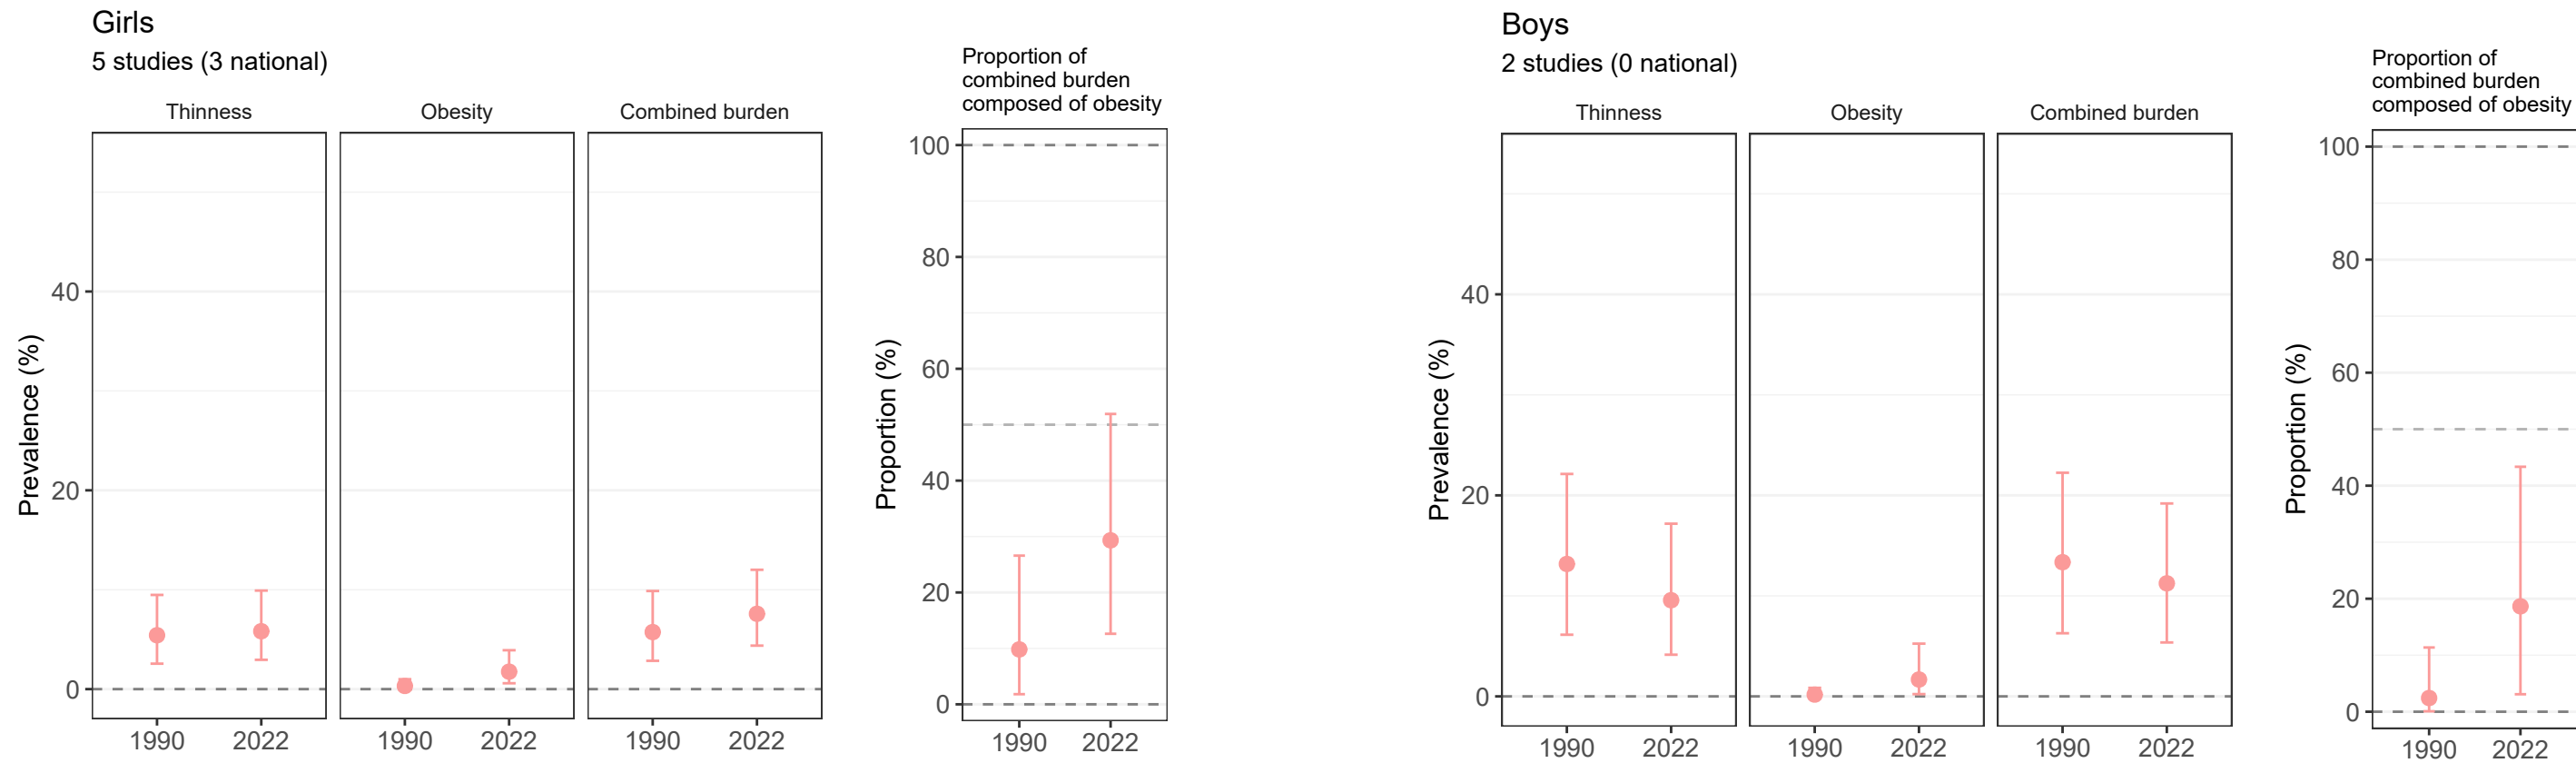 Girls
5 studies (3 national)
Thinness
Obesity
Combined burden
Prevalence (%)
40
20
0
1990
2022
1990
2022
1990
2022
Proportion of
combined burden
composed of obesity
Proportion (%)
100
80
60
40
20
0
1990
2022
Boys
2 studies (0 national)
Thinness
Obesity
Combined burden
Prevalence (%)
40
20
0
1990
2022
1990
2022
1990
2022
Proportion of
combined burden
composed of obesity
Proportion (%)
100
80
60
40
20
0
1990
2022